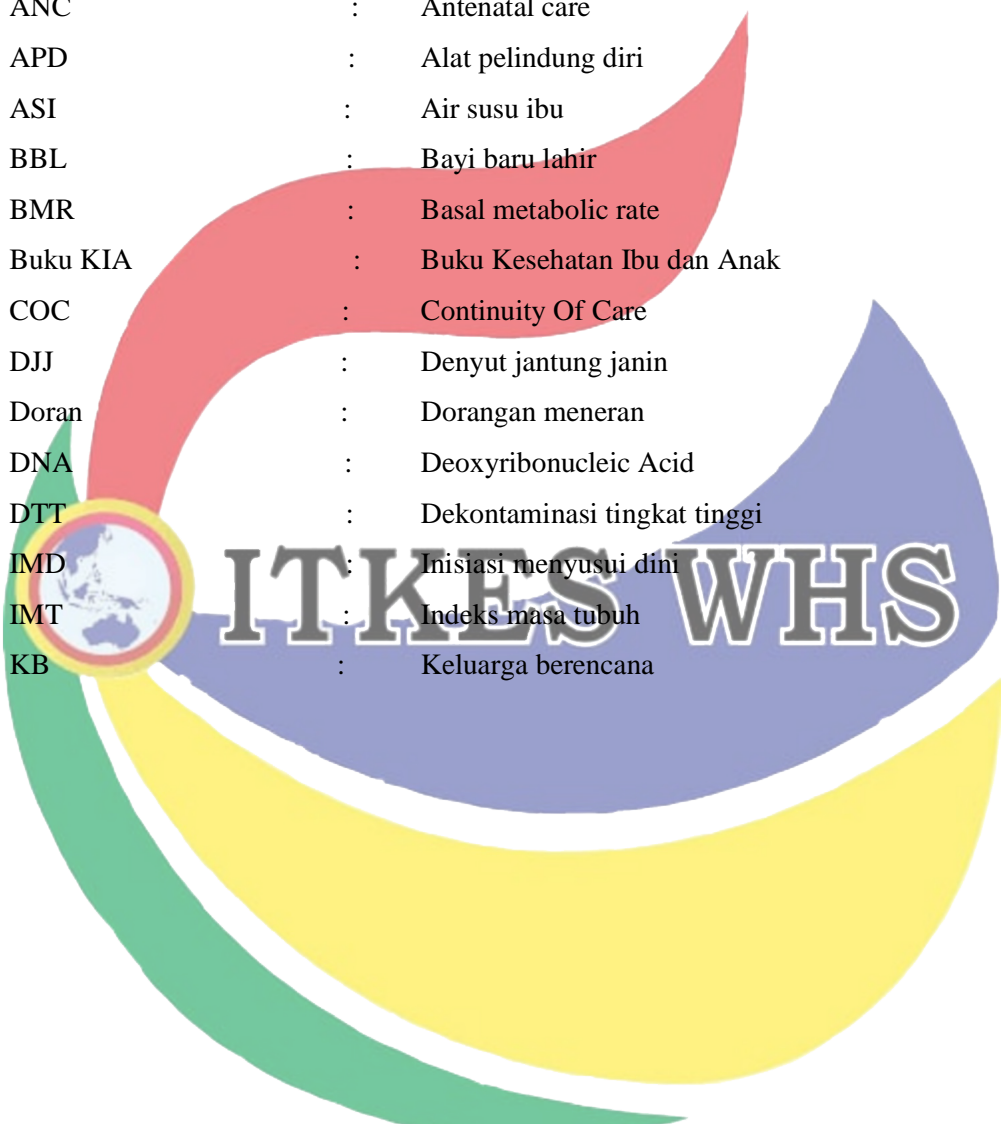 ANC : Antenatal care
APD : Alat pelindung diri
ASI : Air susu ibu
BBL : Bayi baru lahir
BMR : Basal metabolic rate
Buku KIA : Buku Kesehatan Ibu dan Anak
COC : Continuity Of Care
DJJ : Denyut jantung janin
Doran : Dorangan meneran
DNA : Deoxyribonucleic Acid
DTT : Dekontaminasi tingkat tinggi
IMD : Inisiasi menyusui dini
ITKES WHS
IMT : Indeks masa tubuh
KB : Keluarga berencana